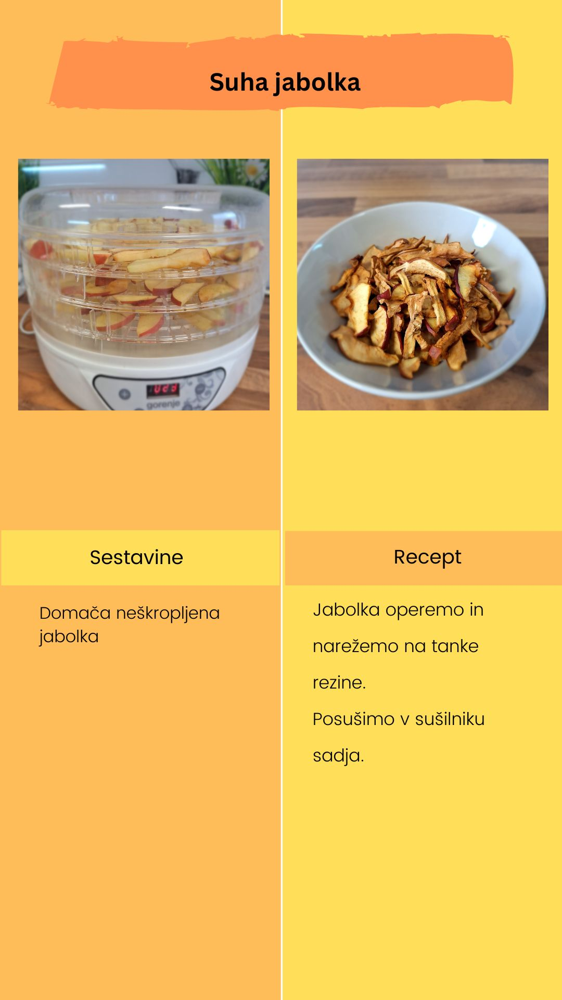 Suha jabolka
gorenje
Sestavine
Domača neškropljena
jabolka
Recept
Jabolka operemo in
narežemo na tanke
rezine.
Posušimo v sušilniku
sadja.